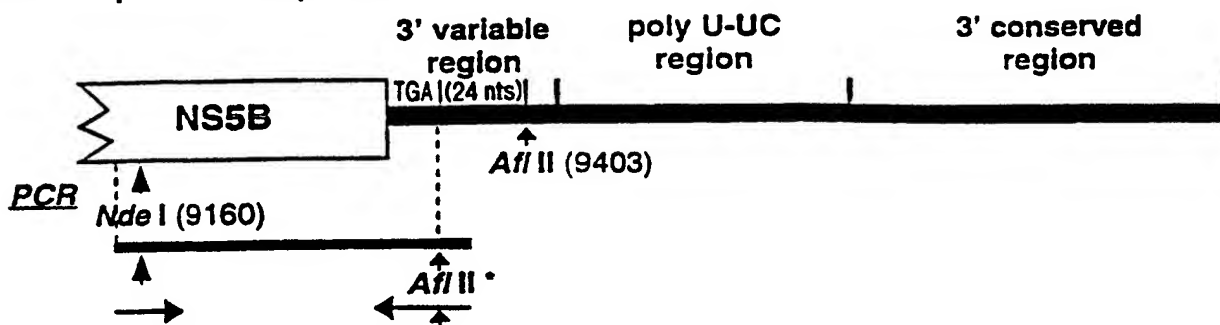 3' variable region
poly U-UC region
3' conserved region
TGA (24 nts)
NS5B
Afl II (9403)
PCR
Nde I (9160)
Afl II *